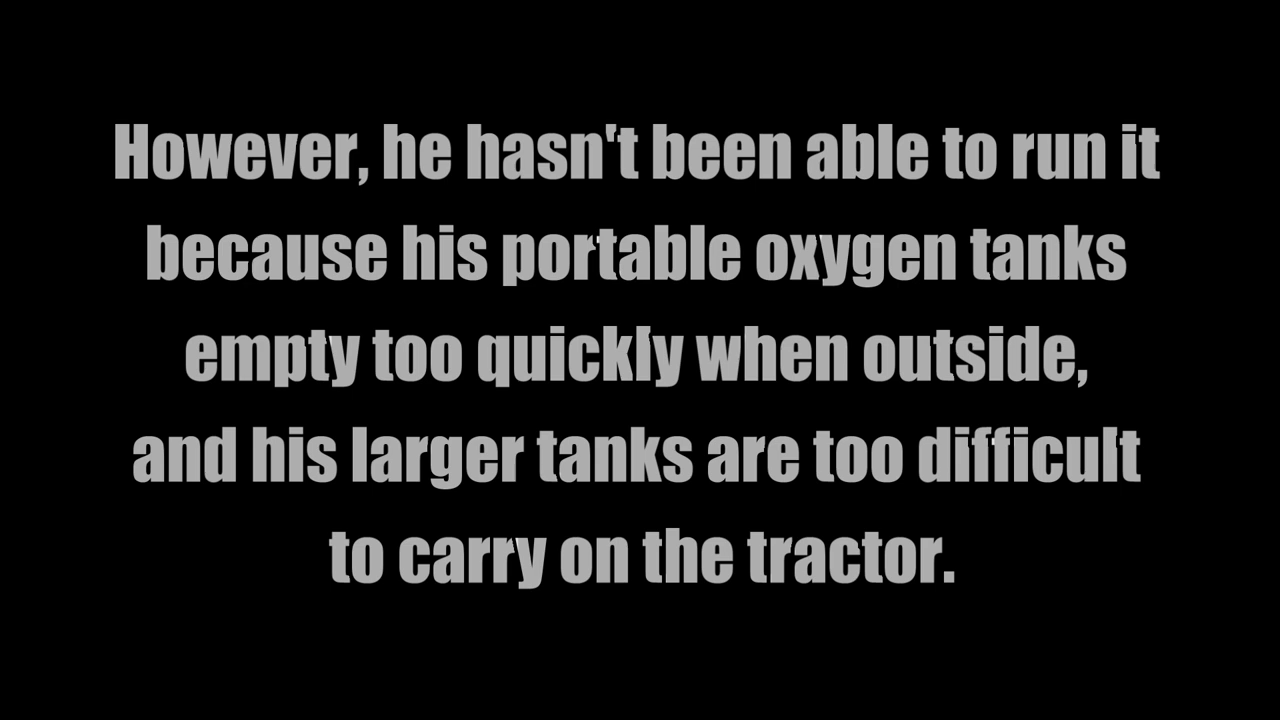 However, he hasn't been able to run it
because his portable oxygen tanks
empty too quickly when outside,
and his larger tanks are too difficult
to carry on the tractor.